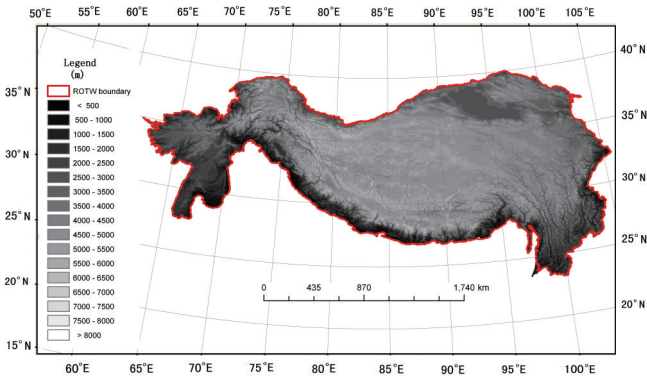 50°E 55°E 60°E 65°E 70°E 75°E 80°E 85°E 90°E 95°E 100°E 105°E
40°N
35°N
35°N
30°N
30°N
25°N
25°N
20°N
20°N
15°N
Legend
(m)
ROTW boundary
< 500
500 - 1000
1000 - 1500
1500 - 2000
2000 - 2500
2500 - 3000
3000 - 3500
3500 - 4000
4000 - 4500
4500 - 5000
5000 - 5500
5500 - 6000
6000 - 6500
6500 - 7000
7000 - 7500
7500 - 8000
> 8000
0 435 870 1,740 km
60°E 65°E 70°E 75°E 80°E 85°E 90°E 95°E 100°E